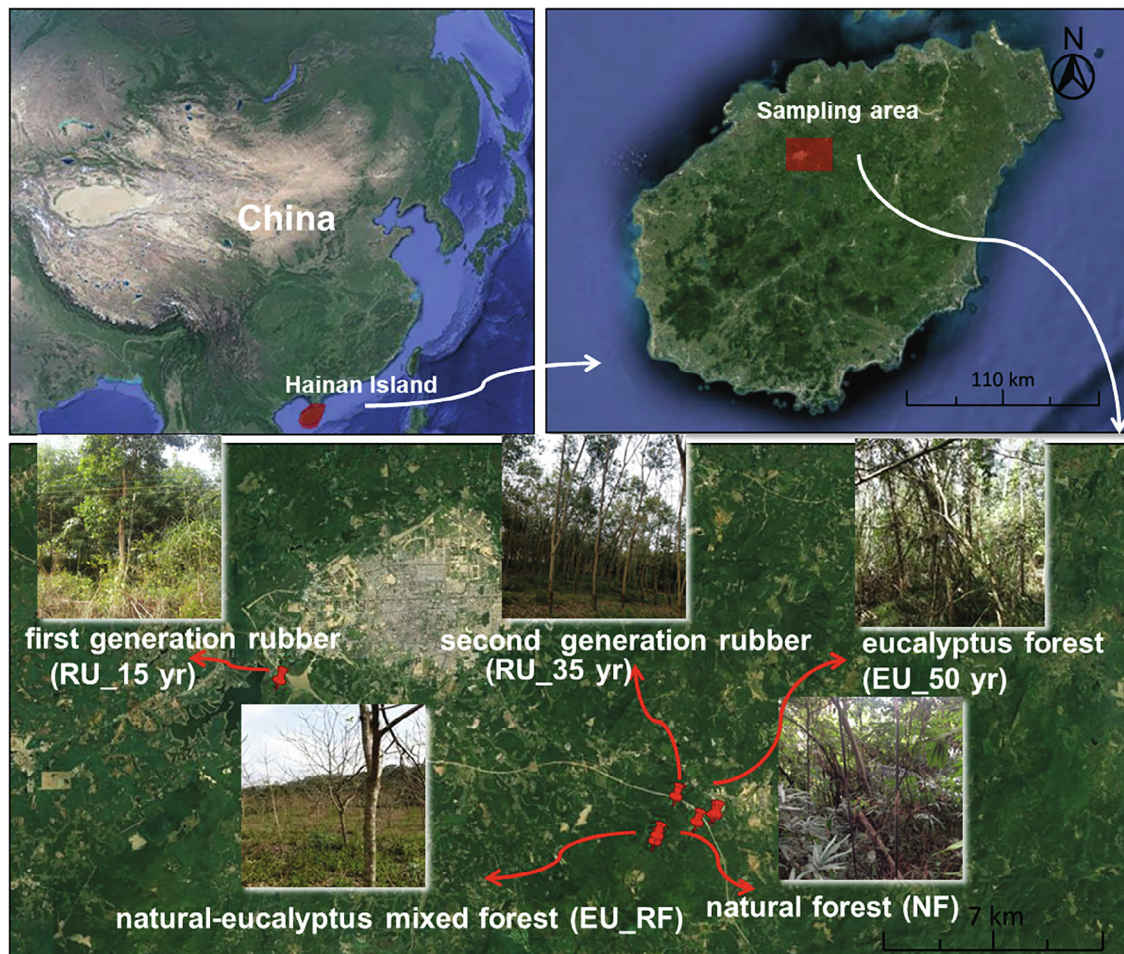 China
Hainan Island
N
Sampling area
110 km
first generation rubber
(RU_15 yr)
second generation rubber
(RU_35 yr)
eucalyptus forest
(EU_50 yr)
natural-eucalyptus mixed forest (EU_RF)
natural forest (NF)
7 km